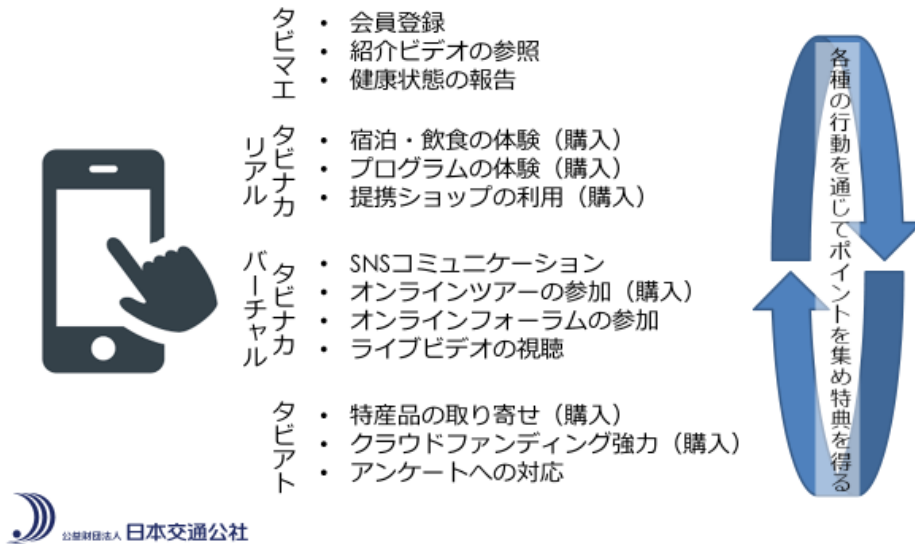 タビマエ
• 会員登録
• 紹介ビデオの参照
• 健康状態の報告
タビナカ
リアル
• 宿泊・飲食の体験（購入）
• プログラムの体験（購入）
• 提携ショップの利用（購入）
タビナカ
バーチャル
• SNSコミュニケーション
• オンラインツアーの参加（購入）
• オンラインフォーラムの参加
• ライブビデオの視聴
タビアト
• 特産品の取り寄せ（購入）
• クラウドファンディング強力（購入）
• アンケートへの対応
各種の行動を通じてポイントを集め特典を得る
公益財団法人 日本交通公社